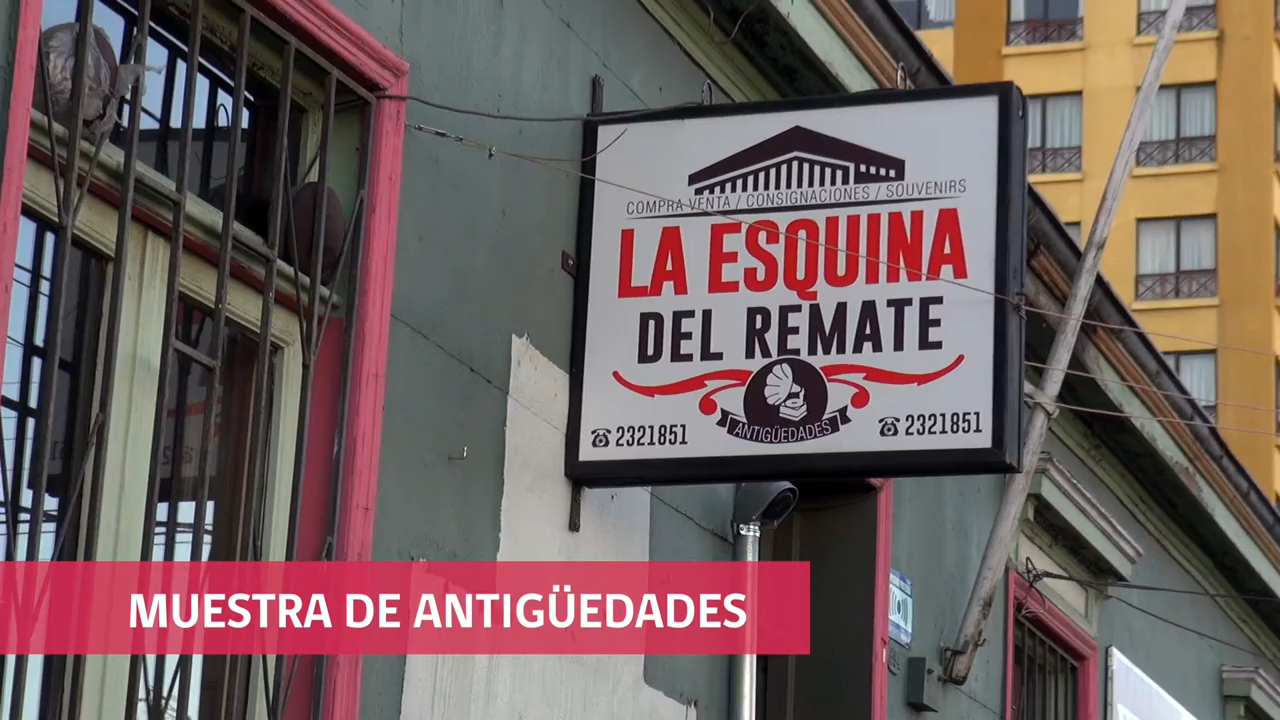 COMPRA VENTA / CONSIGNACIONES / SOUVENIRS
LA ESQUINA
DEL REMATE
ANTIGÜEDADES
☎ 2321851
☎ 2321851
MUESTRA DE ANTIGÜEDADES